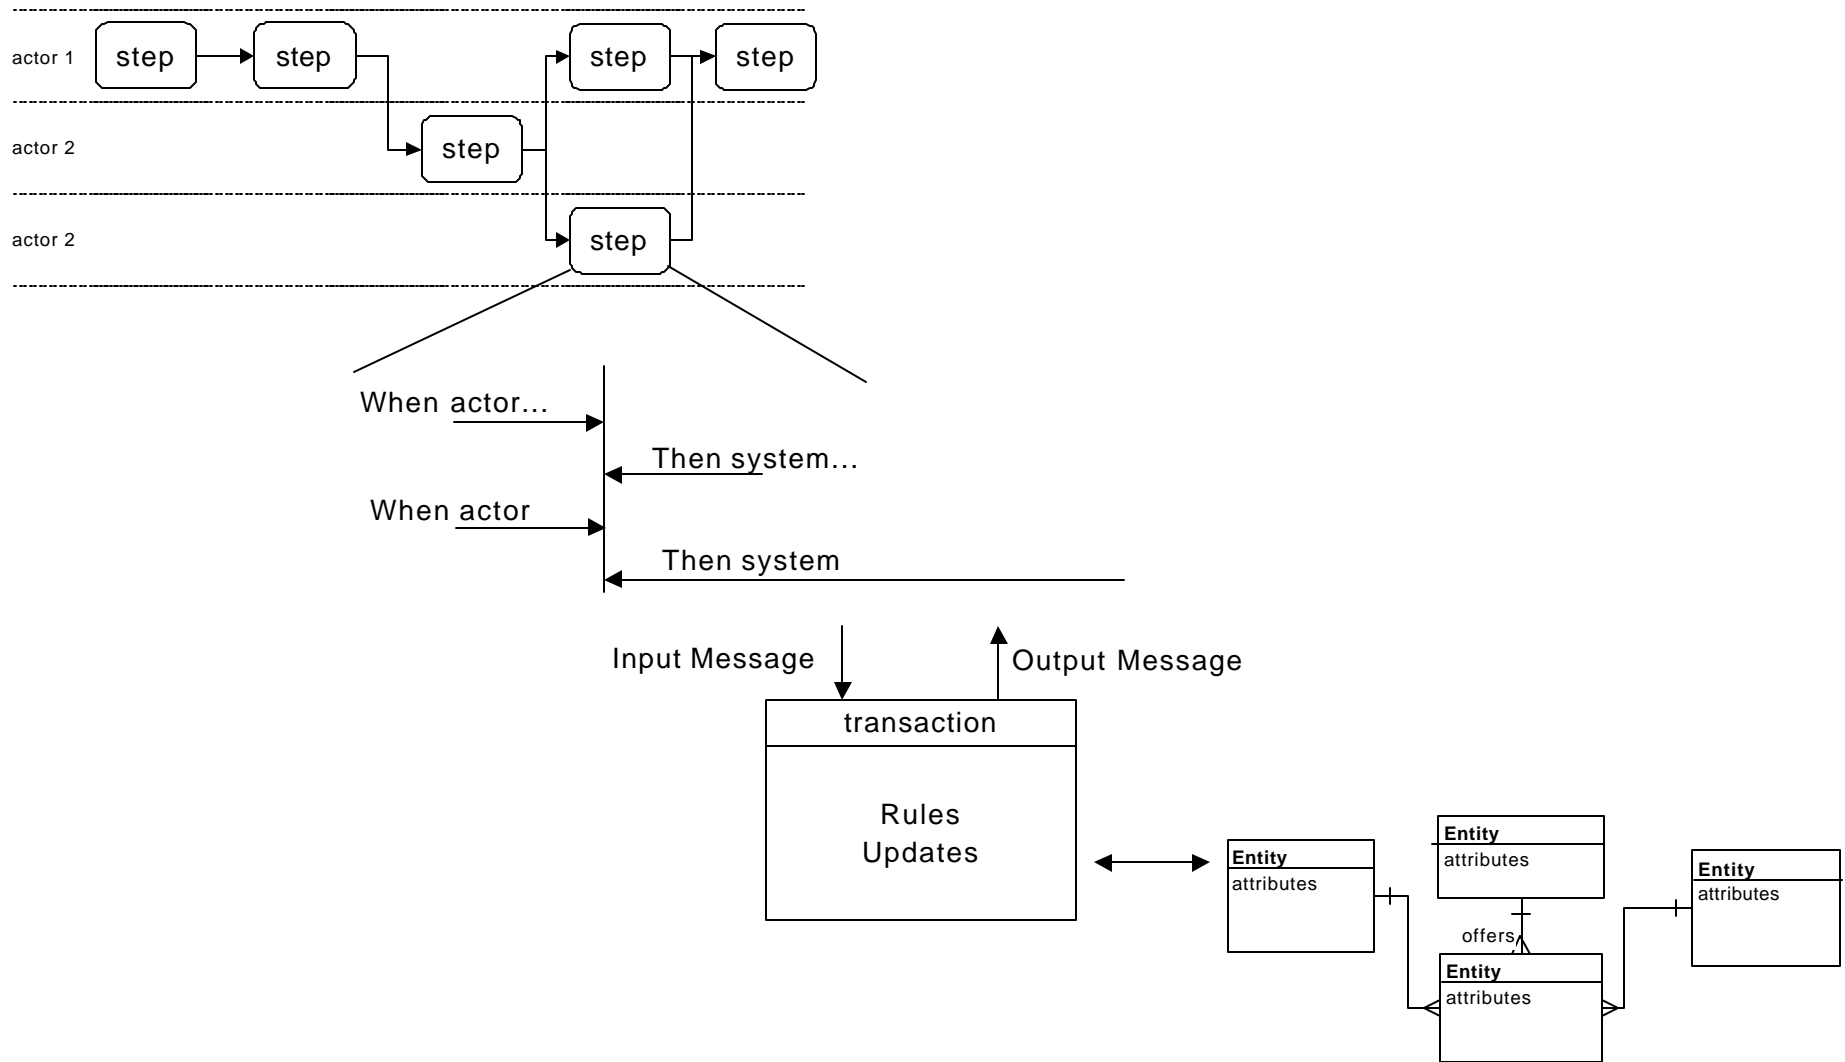 actor 1
step
step
step
step
actor 2
step
actor 2
step
When actor...
Then system...
When actor
Then system
Input Message
Output Message
transaction
Rules
Updates
Entity
attributes
Entity
attributes
Entity
attributes
offers
Entity
attributes